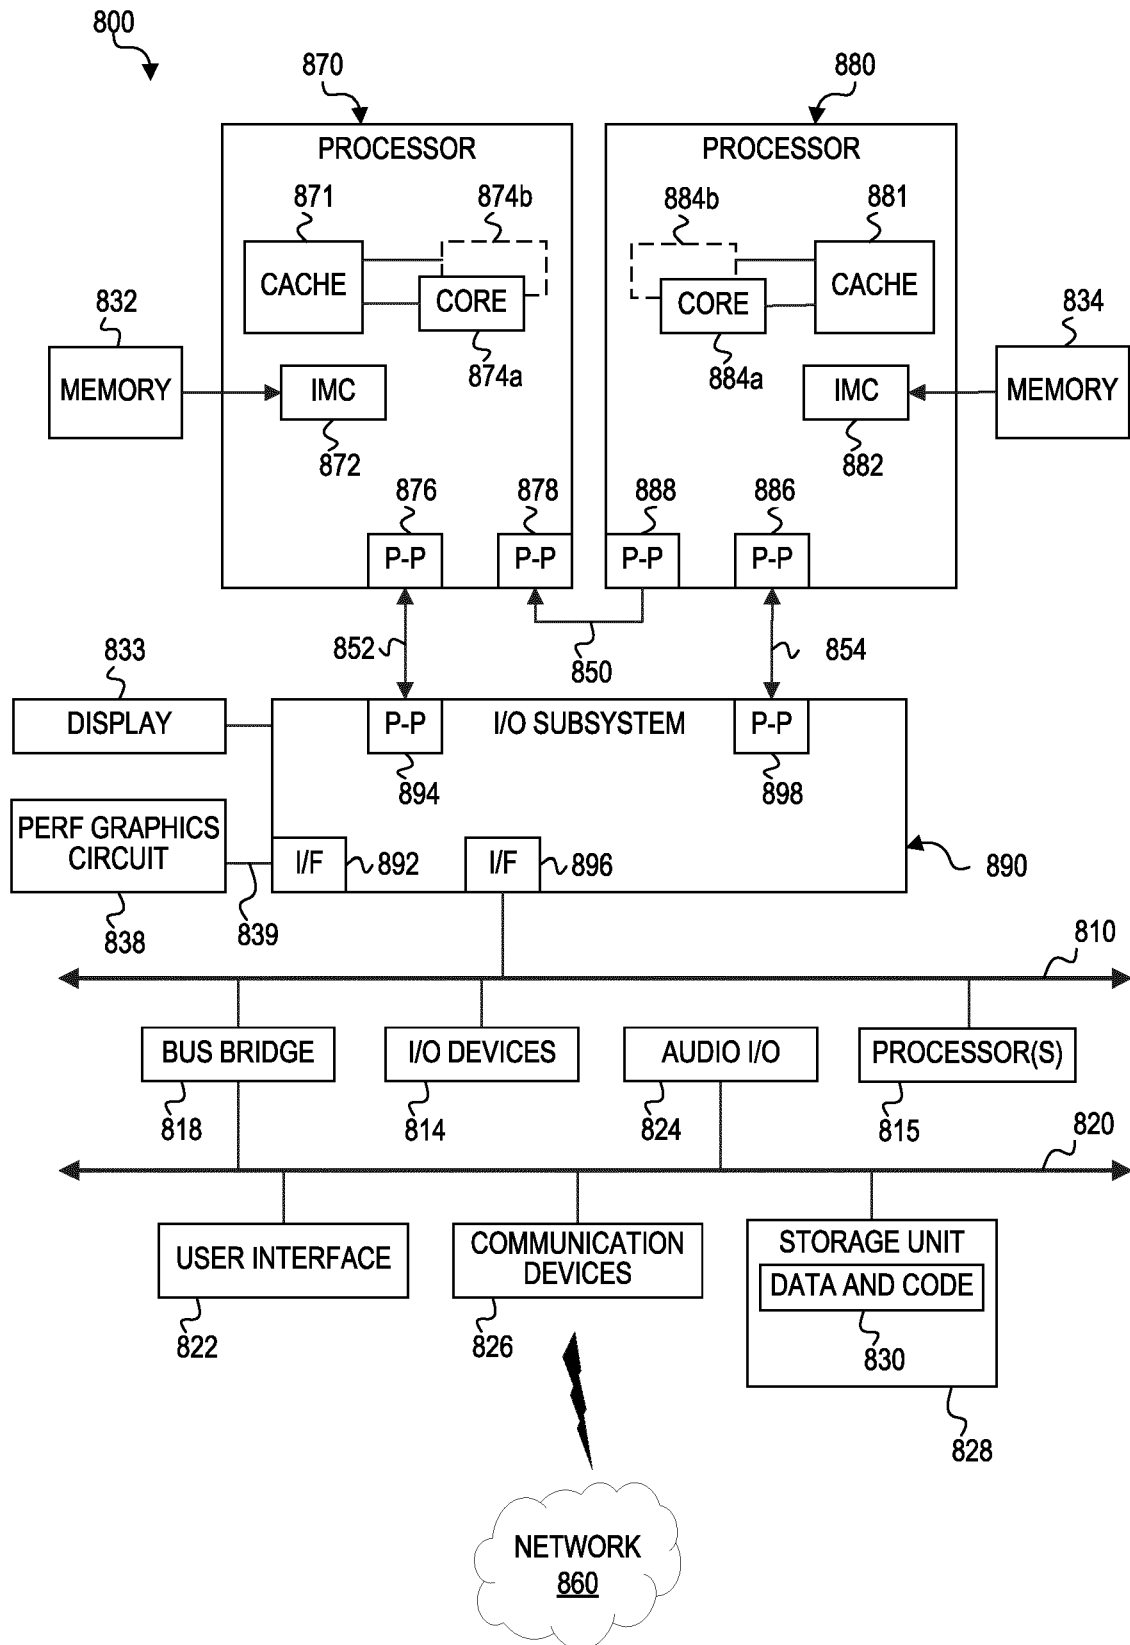 800
870
880
PROCESSOR
PROCESSOR
871
874b
884b
881
CACHE
CORE
CORE
CACHE
832
834
874a
884a
MEMORY
IMC
IMC
MEMORY
872
882
876
878
888
886
P-P
P-P
P-P
P-P
852
850
854
833
DISPLAY
P-P
I/O SUBSYSTEM
P-P
894
898
PERF GRAPHICS
CIRCUIT
I/F
892
I/F
896
890
838
839
810
BUS BRIDGE
I/O DEVICES
AUDIO I/O
PROCESSOR(S)
818
814
824
815
820
USER INTERFACE
COMMUNICATION
DEVICES
STORAGE UNIT
DATA AND CODE
822
826
830
828
NETWORK
860